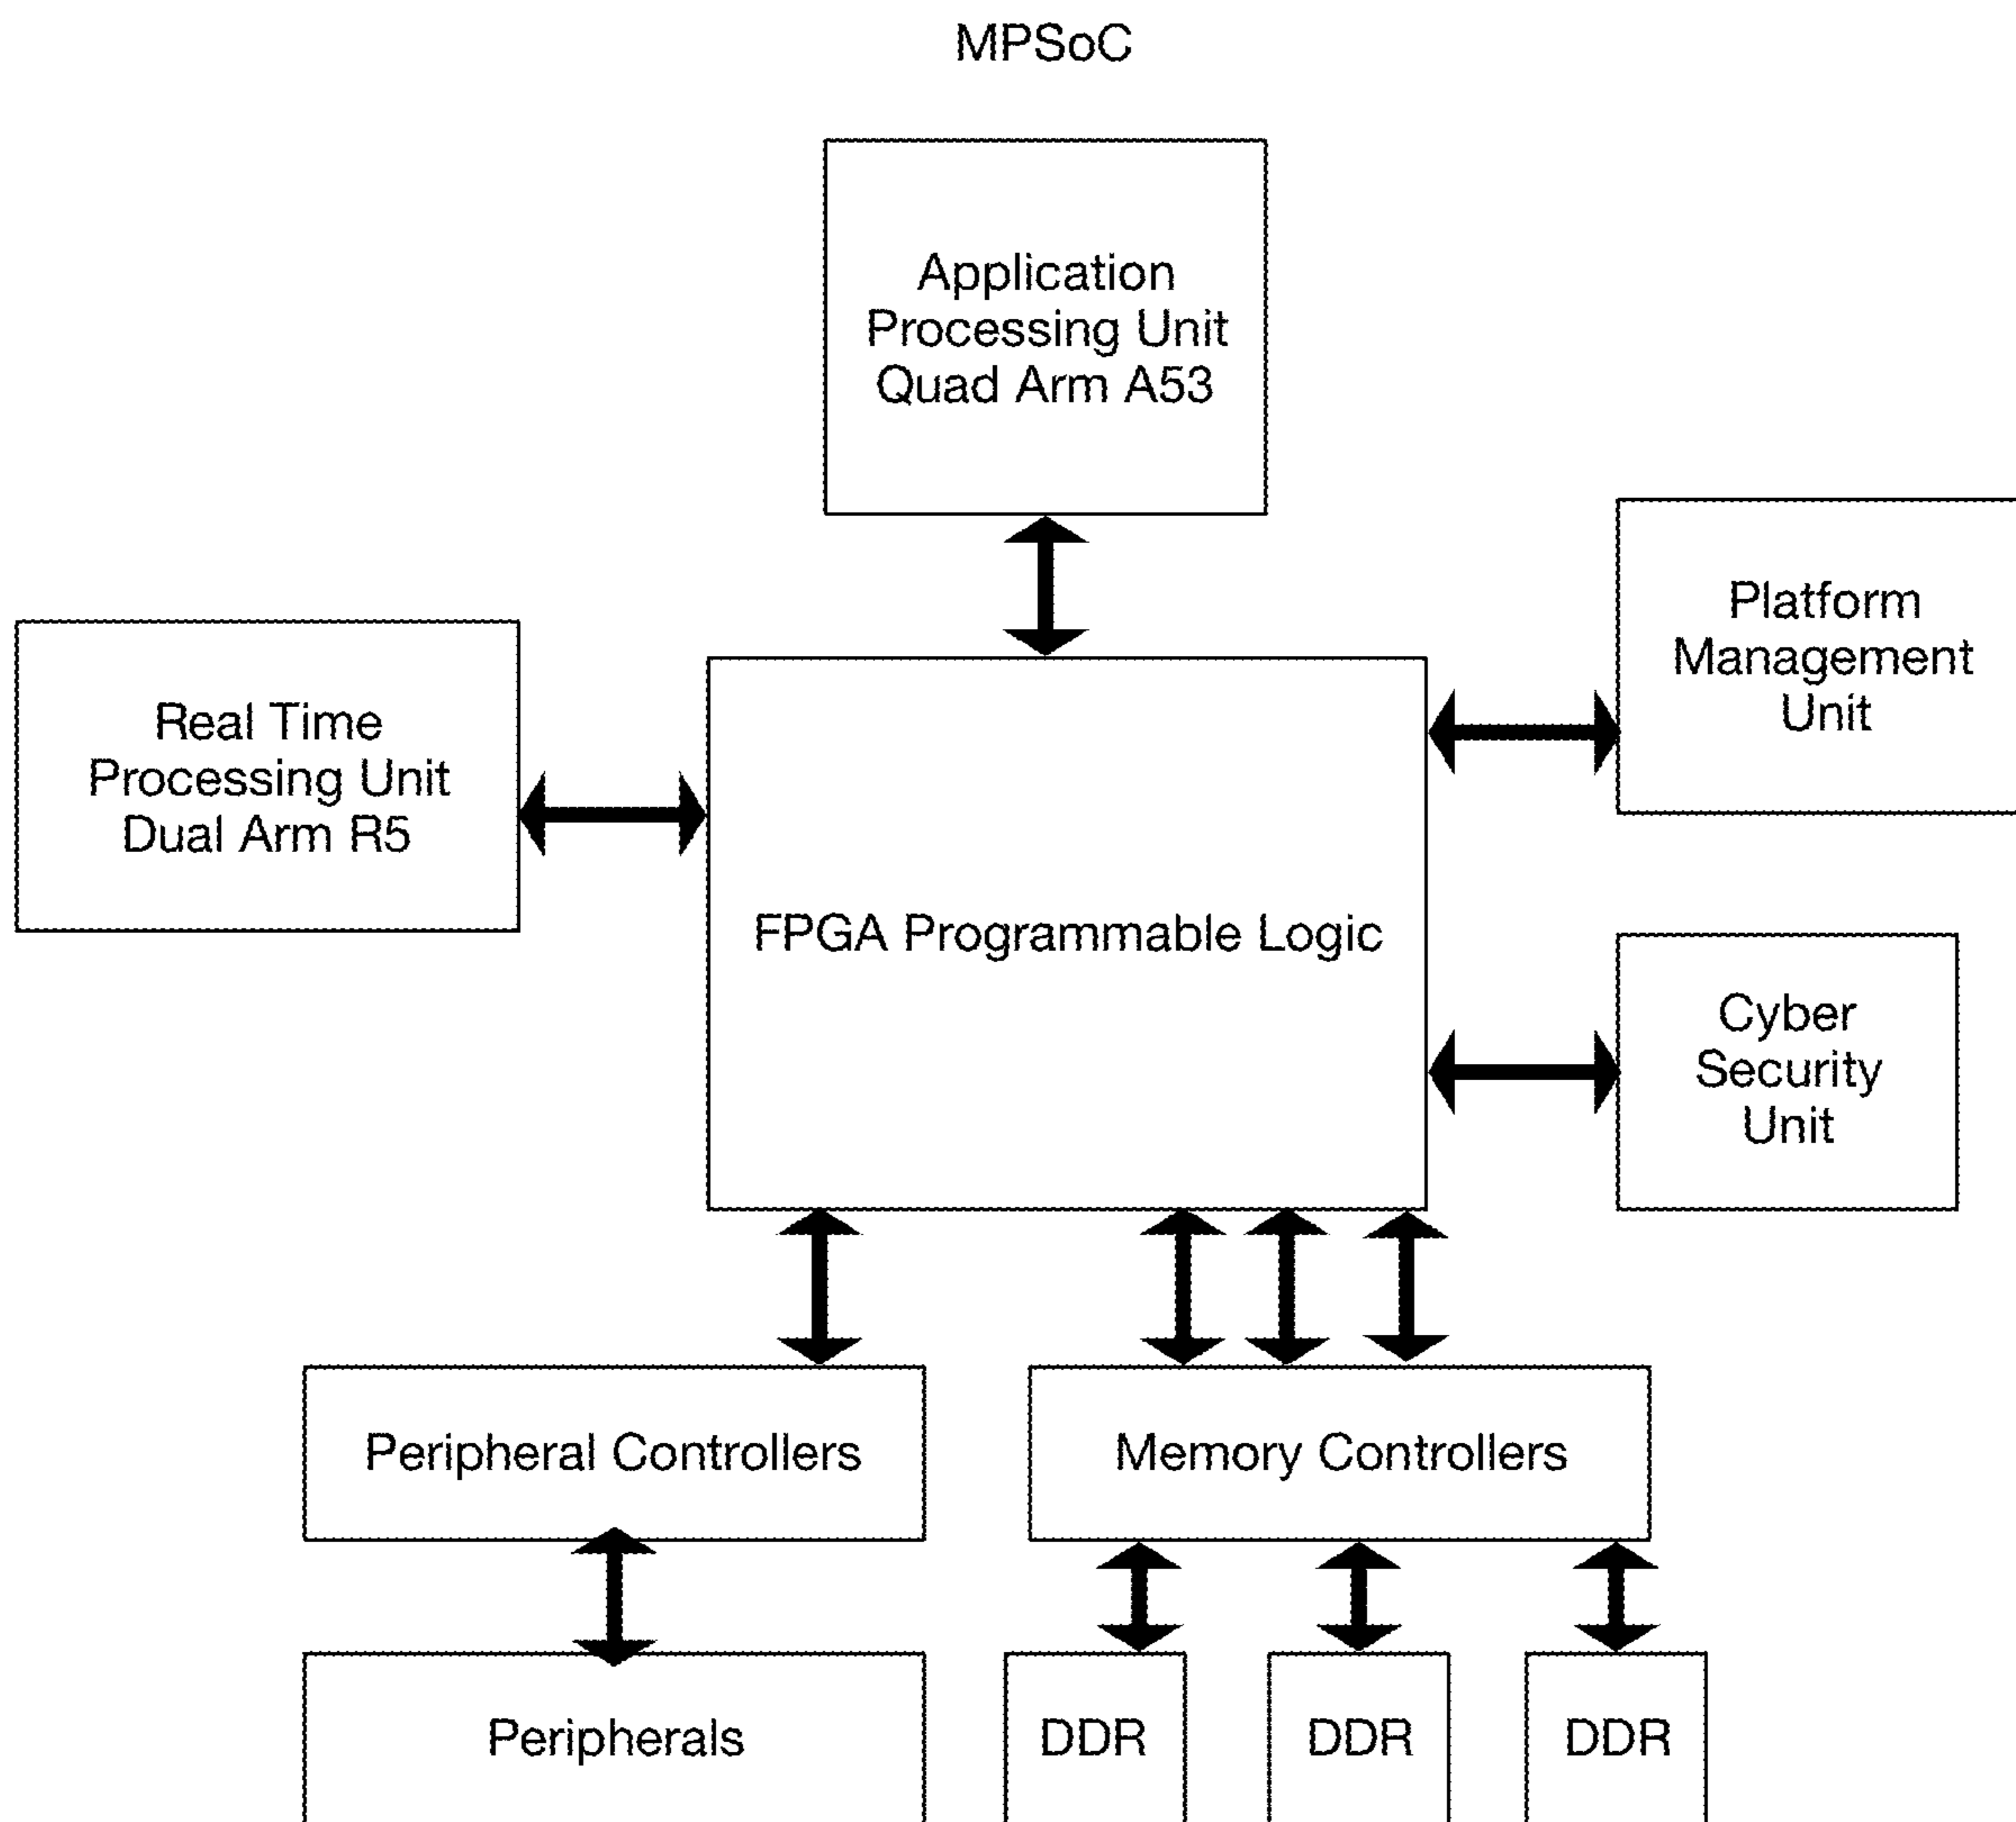 MPSoC
Application
Processing Unit
Quad Arm A53
Platform
Management
Unit
Real Time
Processing Unit
Dual Arm R5
FPGA Programmable Logic
Cyber
Security
Unit
Peripheral Controllers
Memory Controllers
Peripherals
DDR
DDR
DDR